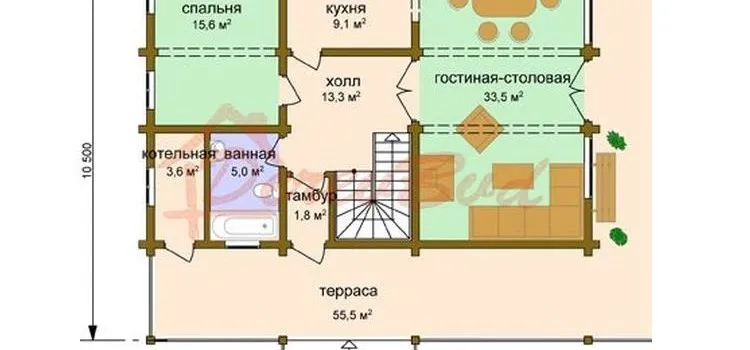 спальня
15,6 м²
кухня
9,1 м²
холл
13,3 м²
гостиная-столовая
33,5 м²
котельная
3,6 м²
ванная
5,0 м²
тамбур
1,8 м²
10 500
терраса
55,5 м²